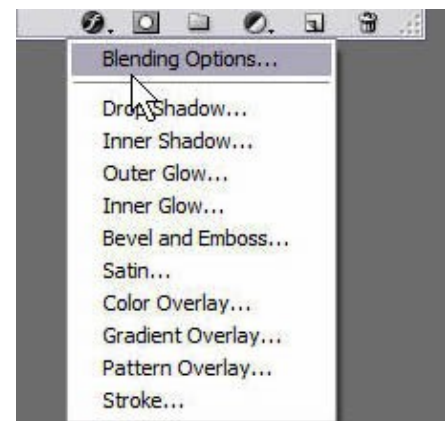 Blending Options...
Drop Shadow...
Inner Shadow...
Outer Glow...
Inner Glow...
Bevel and Emboss...
Satin...
Color Overlay...
Gradient Overlay...
Pattern Overlay...
Stroke...